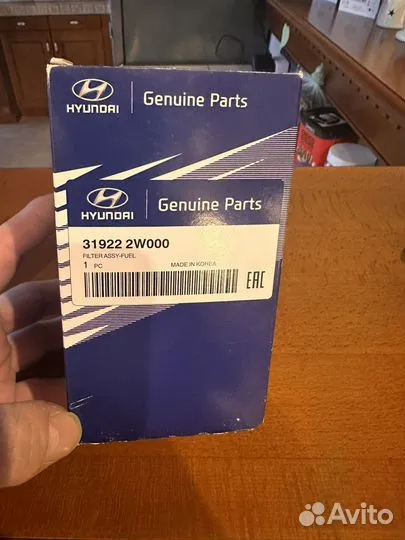 HYUNDAI
Genuine Parts
HYUNDAI
Genuine Parts
31922 2W000
FILTER ASSY-FUEL
1 PC MADE IN KOREA
EAC
Avito